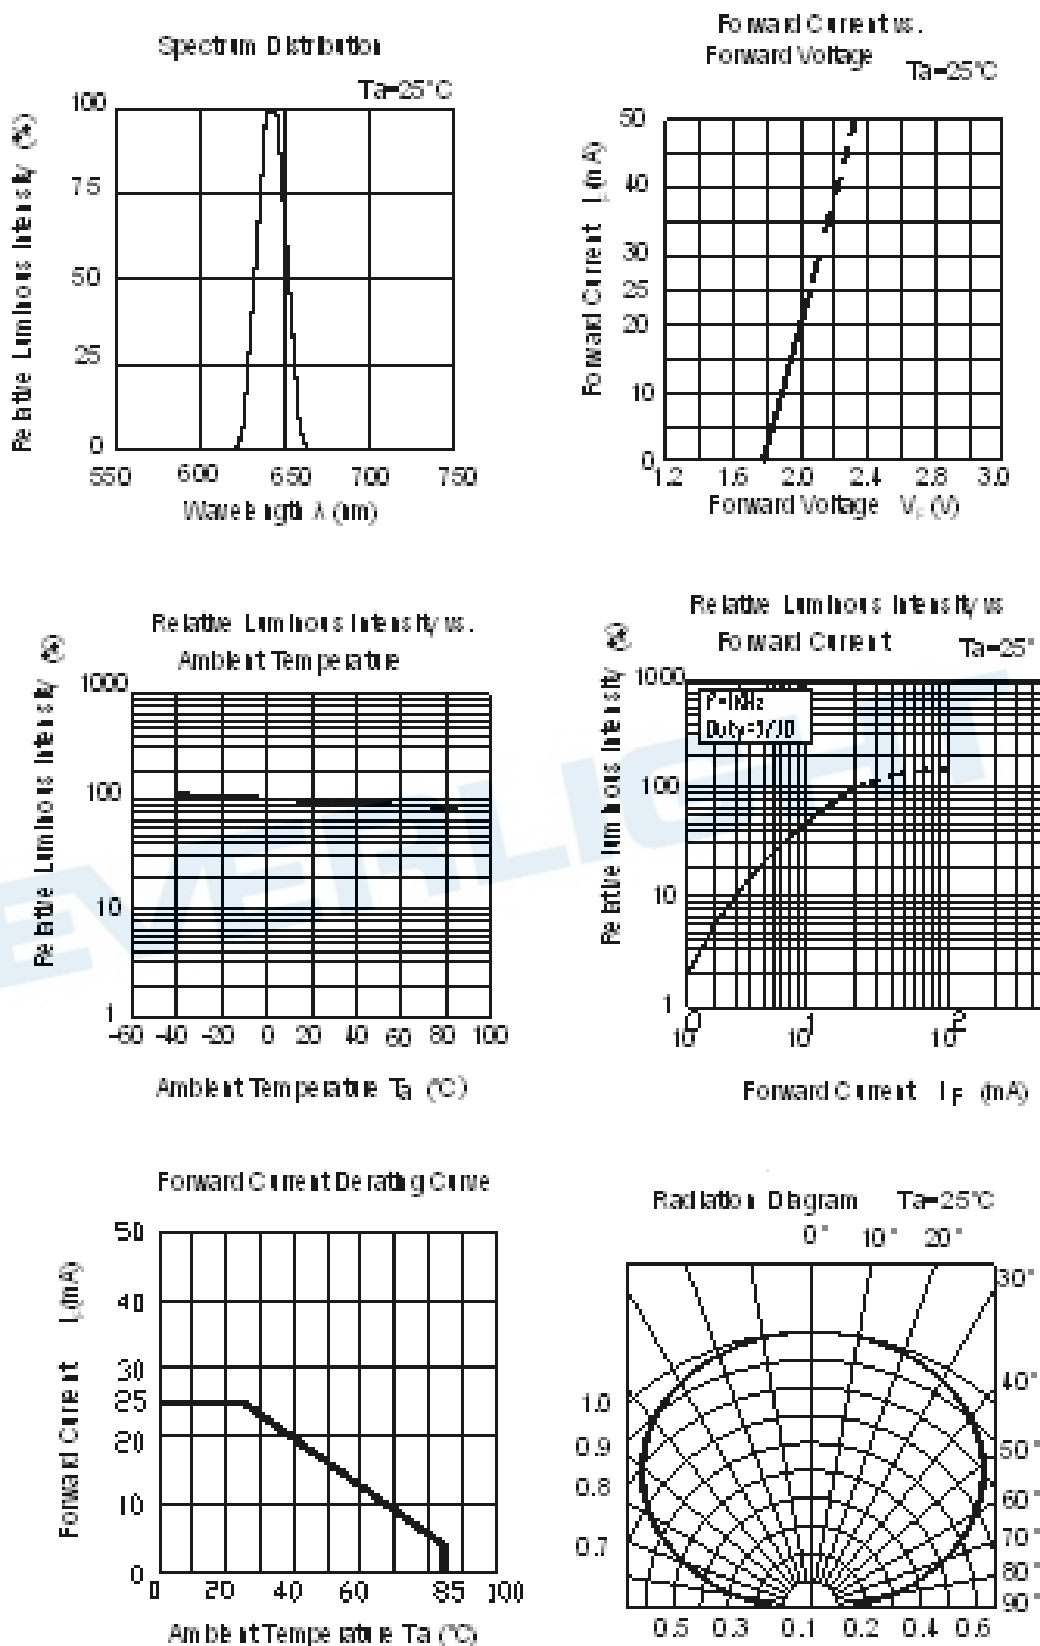 Spectrum Distribution
Ta=25°C
Relative Luminous Intensity (%)
100
75
50
25
0
550 600 650 700 750
Wavelength λ (nm)
Forward Current vs.
Forward Voltage
Ta=25°C
Forward Current I (mA)
50
40
30
25
20
10
0
1.2 1.6 2.0 2.4 2.8 3.0
Forward Voltage V (V)
Relative Luminous Intensity vs.
Ambient Temperature
Relative Luminous Intensity (%)
1000
100
10
1
-60 -40 -20 0 20 40 60 80 100
Ambient Temperature Ta (°C)
Relative Luminous Intensity vs
Forward Current
Ta=25°
Relative luminous Intensity (%)
1000
100
10
1
10⁰ 10¹ 10²
Forward Current IF (mA)
Forward Current Derating Curve
Forward Current I (mA)
50
40
30
25
20
10
0
0 20 40 60 85 100
Ambient Temperature Ta (°C)
Radiation Diagram Ta=25°C
0° 10° 20°
30°
40°
50°
60°
70°
80°
90°
1.0
0.9
0.8
0.7
0.5 0.3 0.1 0.2 0.4 0.6
EVERLIGHT